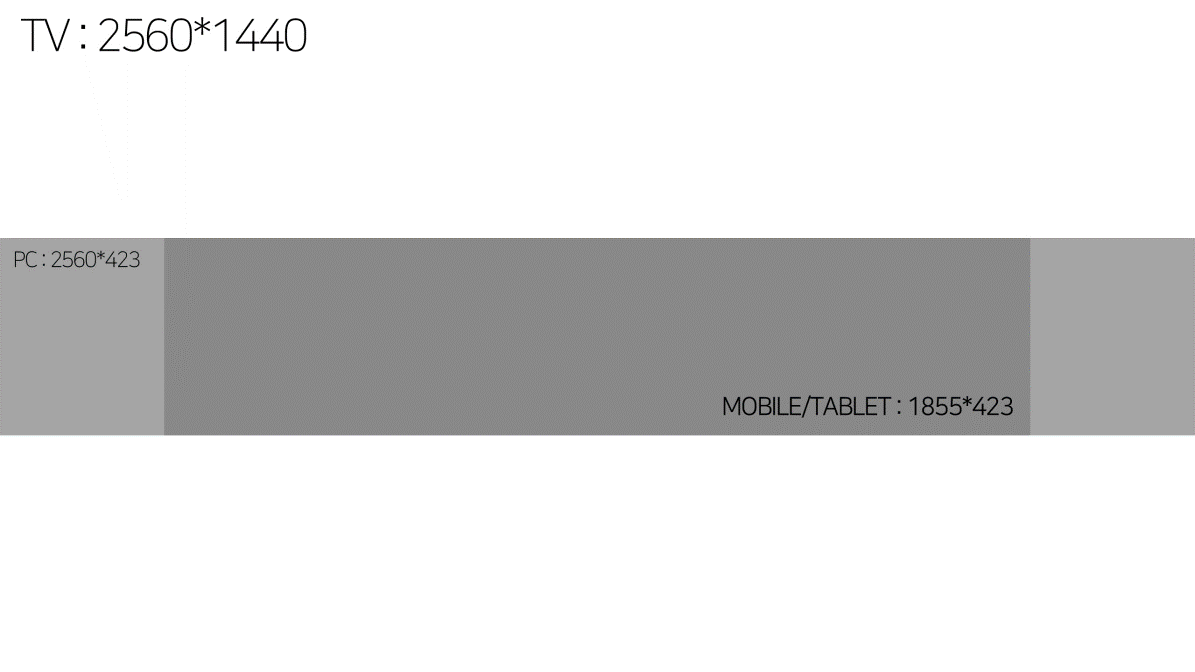 TV : 2560*1440
PC : 2560*423
MOBILE/TABLET : 1855*423